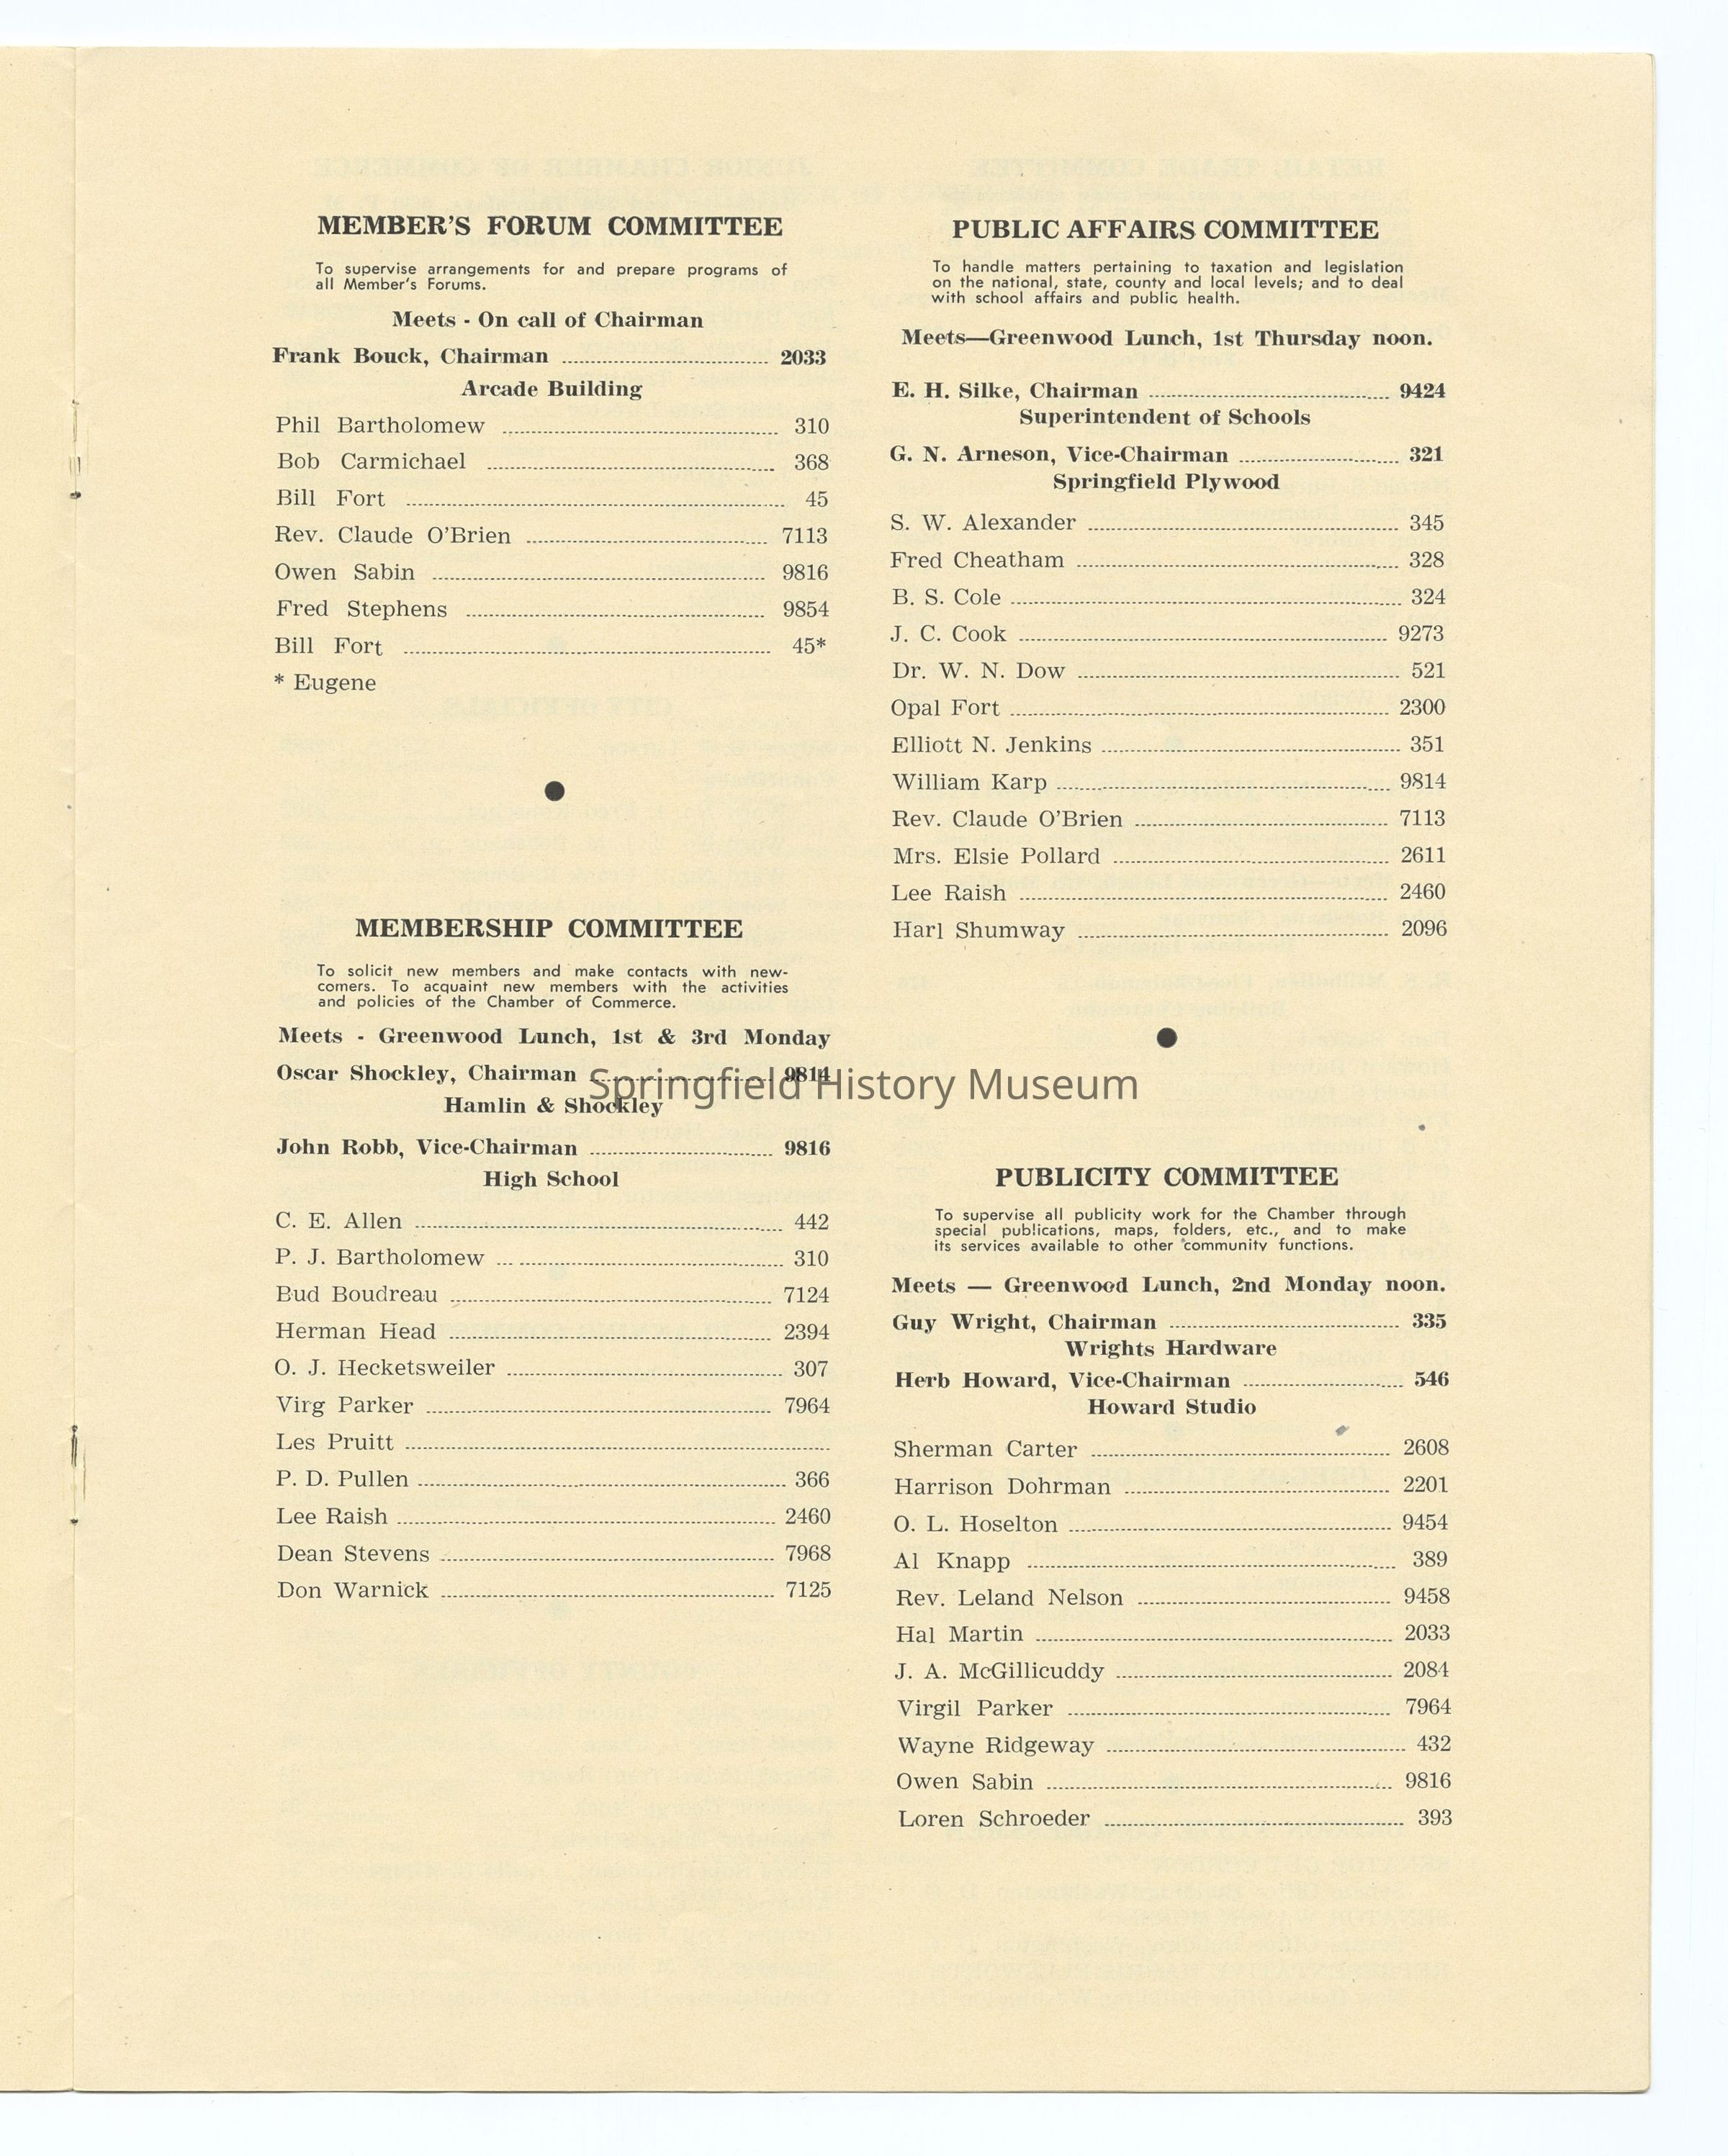 MEMBER'S FORUM COMMITTEE
To supervise arrangements for and prepare programs of
all Member's Forums.
Meets - On call of Chairman
Frank Bouck, Chairman 2033
Arcade Building
Phil Bartholomew 310
Bob Carmichael 368
Bill Fort 45
Rev. Claude O'Brien 7113
Owen Sabin 9816
Fred Stephens 9854
Bill Fort 45*
* Eugene
MEMBERSHIP COMMITTEE
To solicit new members and make contacts with new-
comers. To acquaint new members with the activities
and policies of the Chamber of Commerce.
Meets - Greenwood Lunch, 1st & 3rd Monday
Oscar Shockley, Chairman 9814
Hamlin & Shockley
John Robb, Vice-Chairman 9816
High School
C. E. Allen 442
P. J. Bartholomew 310
Bud Boudreau 7124
Herman Head 2394
O. J. Hecketsweiler 307
Virg Parker 7964
Les Pruitt
P. D. Pullen 366
Lee Raish 2460
Dean Stevens 7968
Don Warnick 7125
PUBLIC AFFAIRS COMMITTEE
To handle matters pertaining to taxation and legislation
on the national, state, county and local levels; and to deal
with school affairs and public health.
Meets—Greenwood Lunch, 1st Thursday noon.
E. H. Silke, Chairman 9424
Superintendent of Schools
G. N. Arneson, Vice-Chairman 321
Springfield Plywood
S. W. Alexander 345
Fred Cheatham 328
B. S. Cole 324
J. C. Cook 9273
Dr. W. N. Dow 521
Opal Fort 2300
Elliott N. Jenkins 351
William Karp 9814
Rev. Claude O'Brien 7113
Mrs. Elsie Pollard 2611
Lee Raish 2460
Harl Shumway 2096
Springfield History Museum
PUBLICITY COMMITTEE
To supervise all publicity work for the Chamber through
special publications, maps, folders, etc., and to make
its services available to other community functions.
Meets — Greenwood Lunch, 2nd Monday noon.
Guy Wright, Chairman 335
Wrights Hardware
Herb Howard, Vice-Chairman 546
Howard Studio
Sherman Carter 2608
Harrison Dohrman 2201
O. L. Hoselton 9454
Al Knapp 389
Rev. Leland Nelson 9458
Hal Martin 2033
J. A. McGillicuddy 2084
Virgil Parker 7964
Wayne Ridgeway 432
Owen Sabin 9816
Loren Schroeder 393